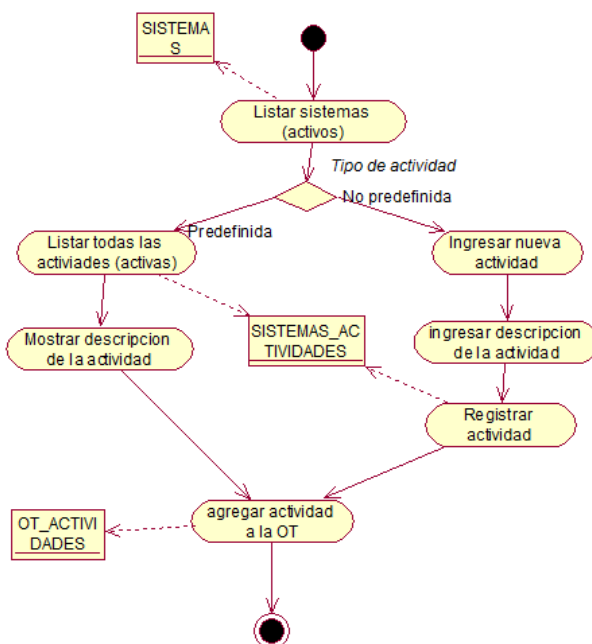 SISTEMA
S
Listar sistemas
(activos)
Tipo de actividad
No predefinida
Predefinida
Listar todas las
activiades (activas)
Ingresar nueva
actividad
Mostrar descripcion
de la actividad
SISTEMAS_AC
TIVIDADES
ingresar descripcion
de la actividad
Registrar
actividad
OT_ACTIVI
DADES
agregar actividad
a la OT